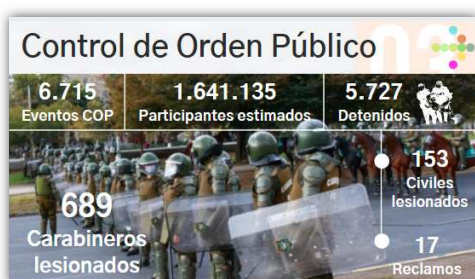 Control de Orden Público
6.715
Eventos COP
1.641.135
Participantes estimados
5.727
Detenidos
153
Civiles
lesionados
689
Carabineros
lesionados
17
Reclamos